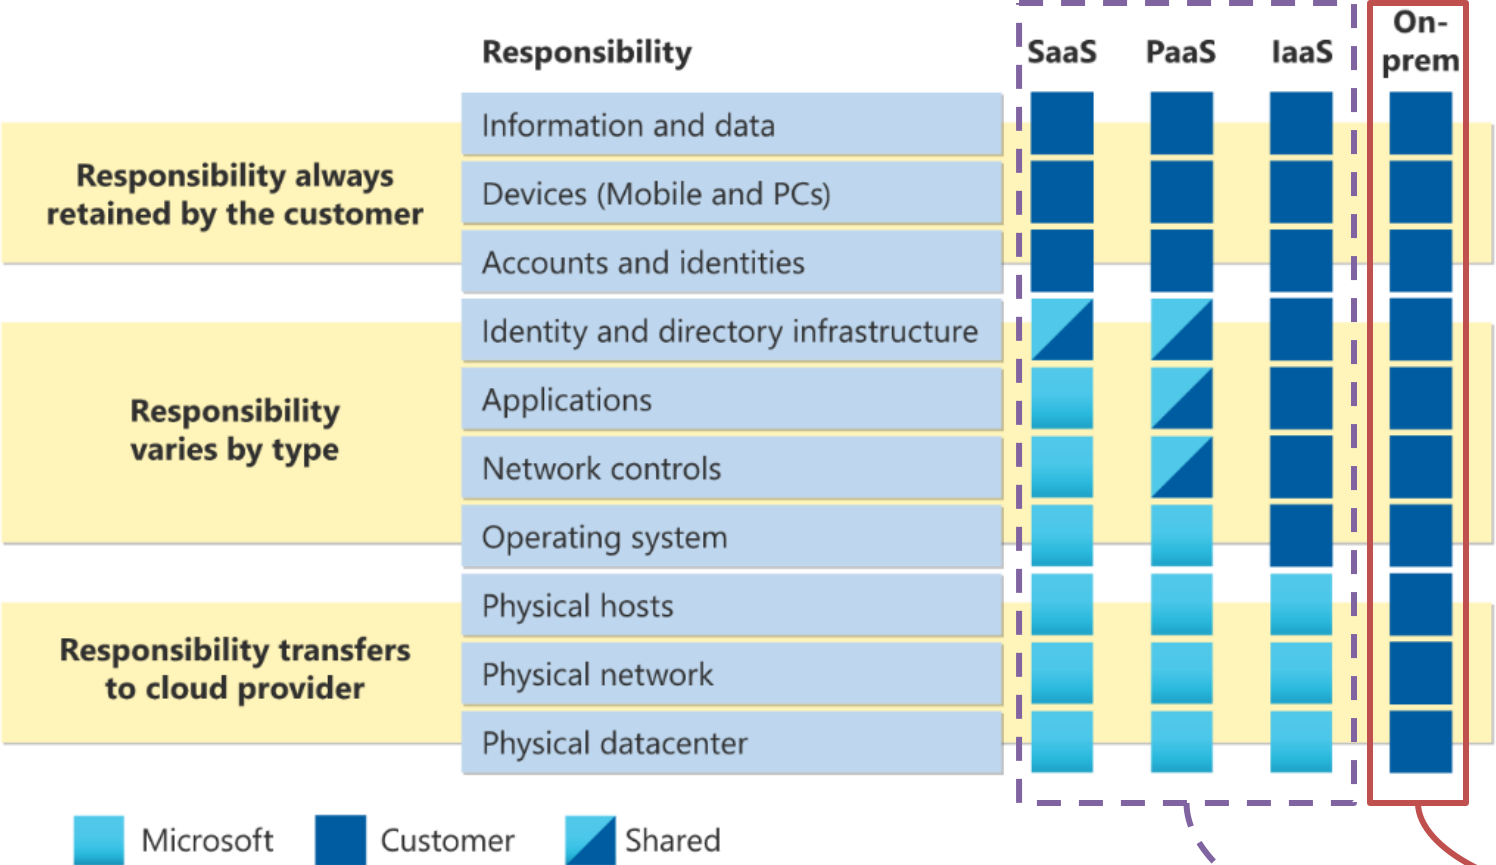 Responsibility
SaaS
PaaS
IaaS
On-
prem
Responsibility always
retained by the customer
Information and data
Devices (Mobile and PCs)
Accounts and identities
Responsibility
varies by type
Identity and directory infrastructure
Applications
Network controls
Operating system
Responsibility transfers
to cloud provider
Physical hosts
Physical network
Physical datacenter
Microsoft
Customer
Shared